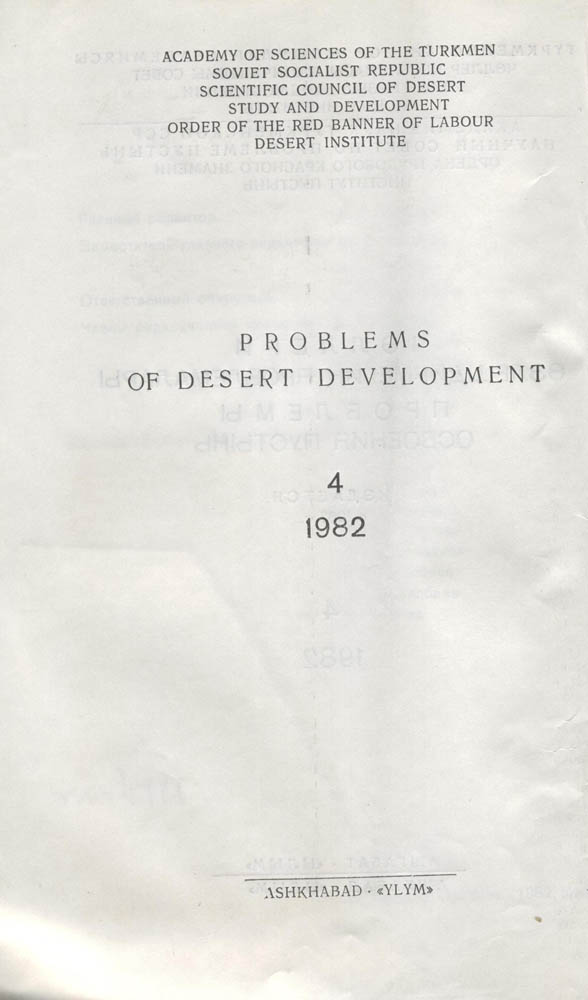 ACADEMY OF SCIENCES OF THE TURKMEN
SOVIET SOCIALIST REPUBLIC
SCIENTIFIC COUNCIL OF DESERT
STUDY AND DEVELOPMENT
ORDER OF THE RED BANNER OF LABOUR
DESERT INSTITUTE
PROBLEMS
OF DESERT DEVELOPMENT
4
1982
ASHKHABAD · «YLYM»